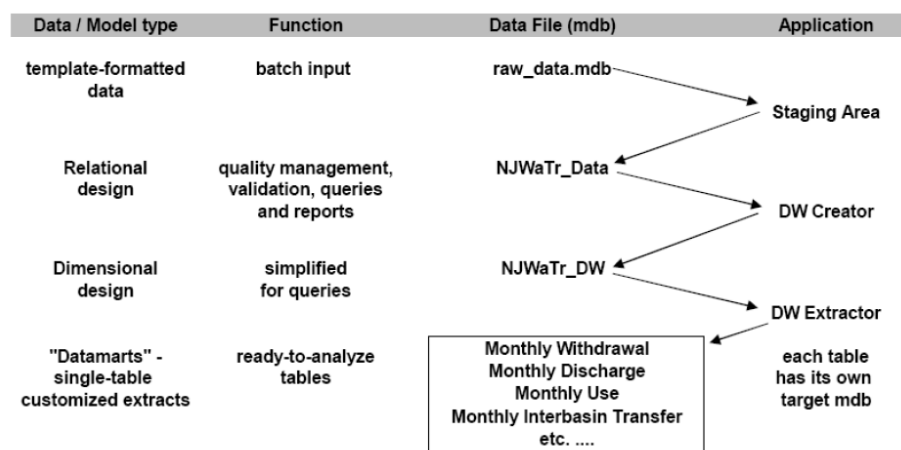 Data / Model type Function Data File (mdb) Application
template-formatted batch input raw_data.mdb
data
Staging Area
Relational quality management, NJWaTr_Data
design validation, queries
and reports DW Creator
Dimensional simplified NJWaTr_DW
design for queries
DW Extractor
"Datamarts" - ready-to-analyze Monthly Withdrawal each table
single-table tables Monthly Discharge has its own
customized extracts Monthly Use target mdb
Monthly Interbasin Transfer
etc. ....